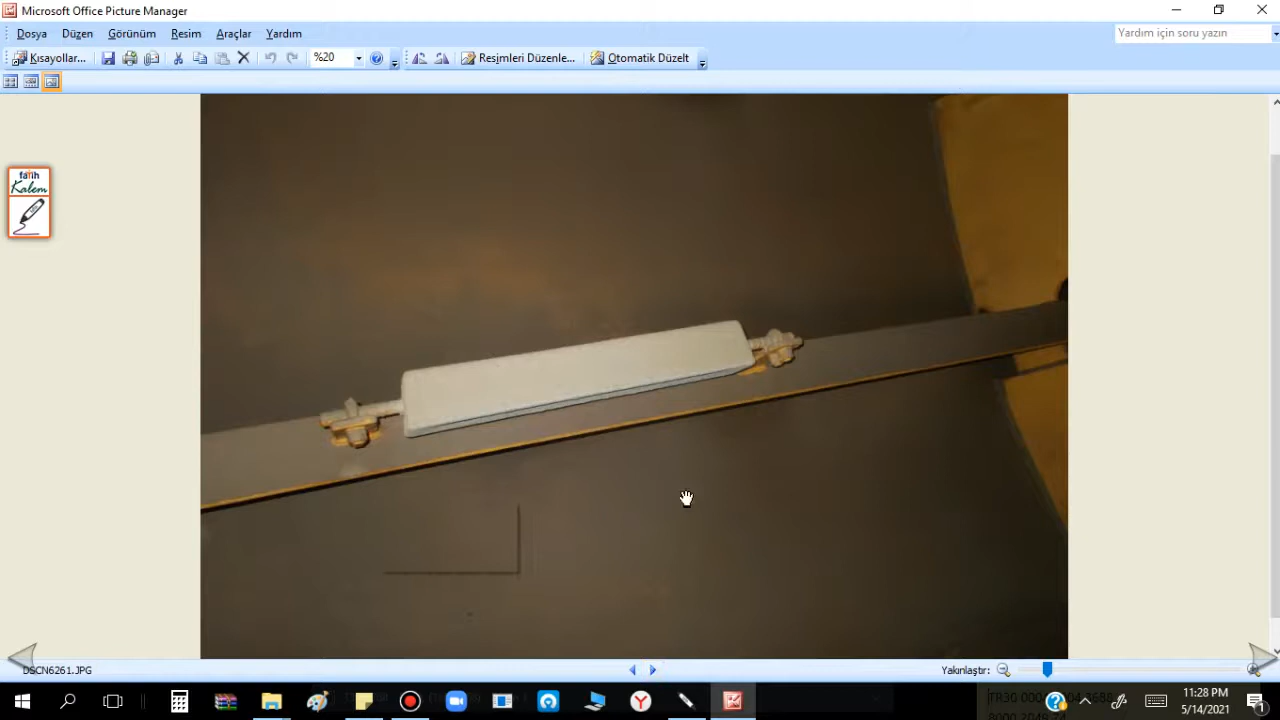 Microsoft Office Picture Manager
Dosya Düzen Görünüm Resim Araçlar Yardım
Yardım için soru yazın
Kısayollar... %20 Resimleri Düzenle... Otomatik Düzelt
fatih
Kalem
DSCN6261.JPG
Yakınlaştır:
11:28 PM
5/14/2021